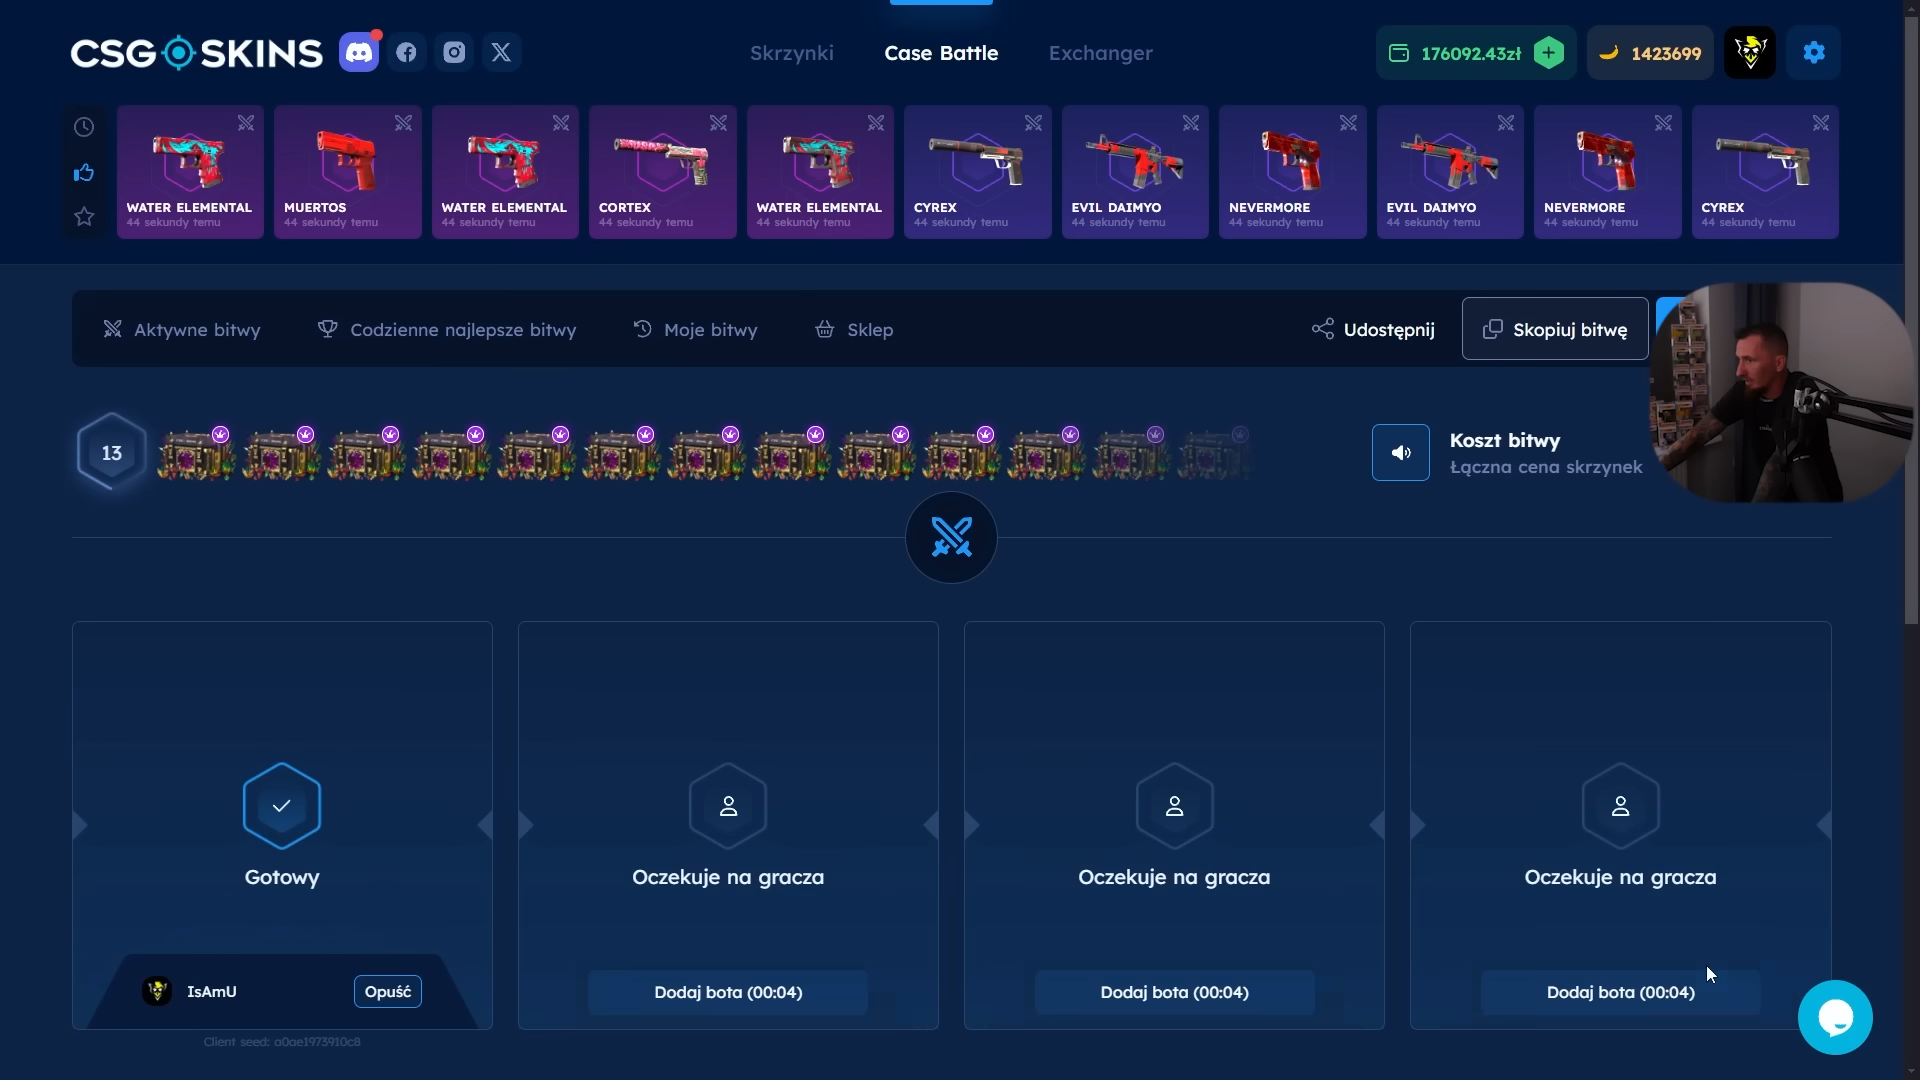 CSGOSKINS
Skrzynki
Case Battle
Exchanger
176092.43zł
1423699
WATER ELEMENTAL
44 sekundy temu
MUERTOS
44 sekundy temu
WATER ELEMENTAL
44 sekundy temu
CORTEX
44 sekundy temu
WATER ELEMENTAL
44 sekundy temu
CYREX
44 sekundy temu
EVIL DAIMYO
44 sekundy temu
NEVERMORE
44 sekundy temu
EVIL DAIMYO
44 sekundy temu
NEVERMORE
44 sekundy temu
CYREX
44 sekundy temu
Aktywne bitwy
Codzienne najlepsze bitwy
Moje bitwy
Sklep
Udostępnij
Skopiuj bitwę
13
Koszt bitwy
Łączna cena skrzynek
Gotowy
Oczekuje na gracza
Oczekuje na gracza
Oczekuje na gracza
IsAmU
Opuść
Dodaj bota (00:04)
Dodaj bota (00:04)
Dodaj bota (00:04)
Client seed: a0ae1973910c8